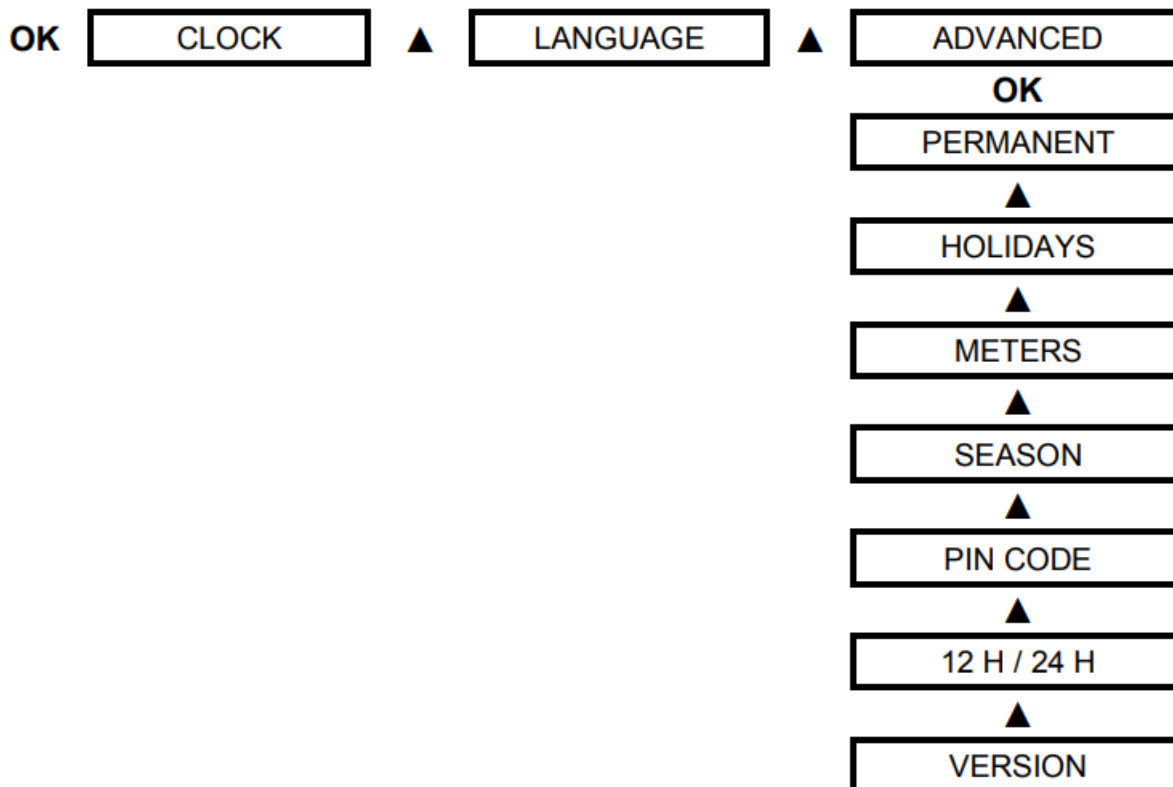 OK CLOCK ▲ LANGUAGE ▲ ADVANCED
OK
PERMANENT
▲
HOLIDAYS
▲
METERS
▲
SEASON
▲
PIN CODE
▲
12 H / 24 H
▲
VERSION